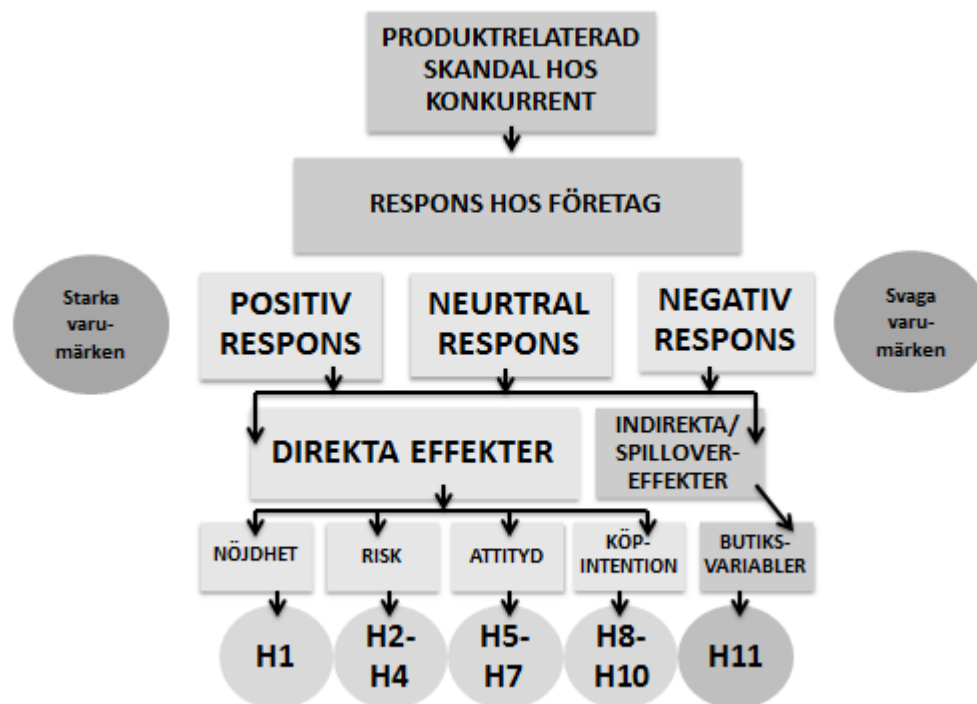 PRODUKTRELATERAD
SKANDAL HOS
KONKURRENT
RESPONS HOS FÖRETAG
Starka
varu-
märken
POSITIV
RESPONS
NEURTRAL
RESPONS
NEGATIV
RESPONS
Svaga
varu-
märken
DIREKTA EFFEKTER
INDIREKTA/
SPILLOVER-
EFFEKTER
NÖJDHET
RISK
ATTITYD
KÖP-
INTENTION
BUTIKS-
VARIABLER
H1
H2-
H4
H5-
H7
H8-
H10
H11